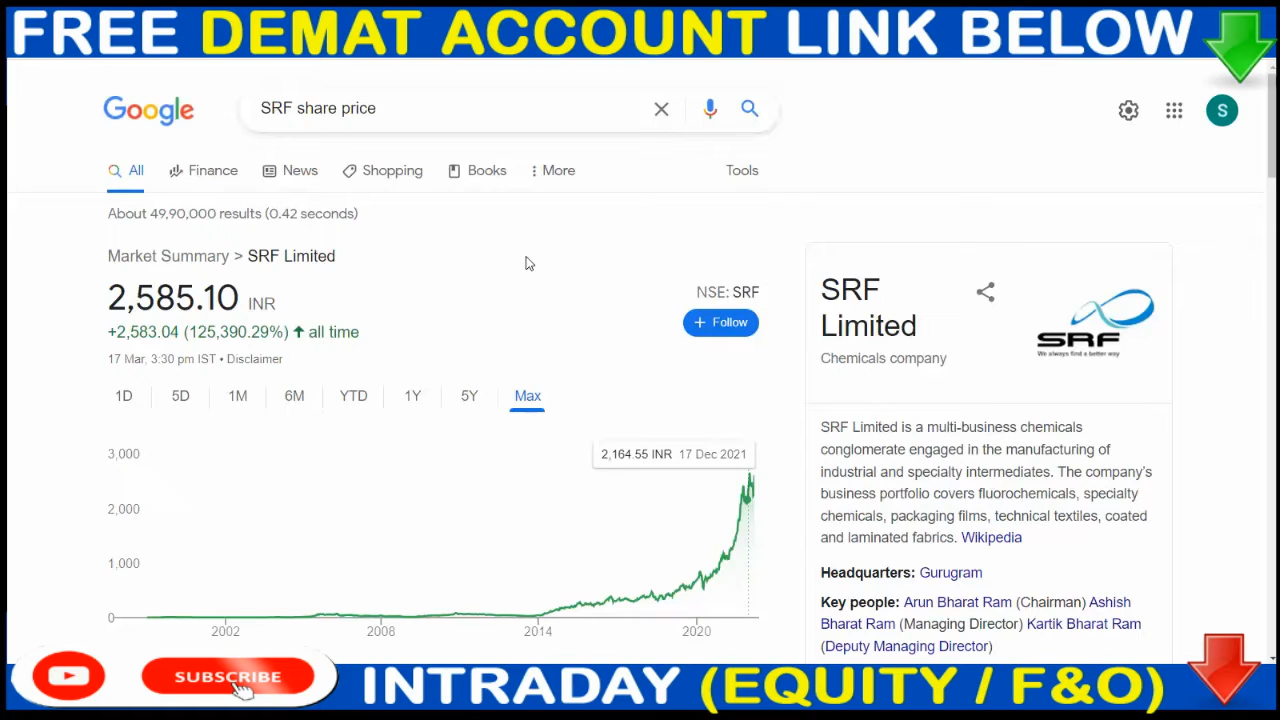 FREE DEMAT ACCOUNT LINK BELOW
Google
SRF share price
S
All
Finance
News
Shopping
Books
More
Tools
About 49,90,000 results (0.42 seconds)
Market Summary > SRF Limited
2,585.10 INR
+2,583.04 (125,390.29%) ↑ all time
17 Mar, 3:30 pm IST • Disclaimer
NSE: SRF
+ Follow
1D
5D
1M
6M
YTD
1Y
5Y
Max
2,164.55 INR 17 Dec 2021
3,000
2,000
1,000
0
2002
2008
2014
2020
SRF
Limited
Chemicals company
SRF
We always find a better way
SRF Limited is a multi-business chemicals
conglomerate engaged in the manufacturing of
industrial and specialty intermediates. The company's
business portfolio covers fluorochemicals, specialty
chemicals, packaging films, technical textiles, coated
and laminated fabrics. Wikipedia
Headquarters: Gurugram
Key people: Arun Bharat Ram (Chairman) Ashish
Bharat Ram (Managing Director) Kartik Bharat Ram
(Deputy Managing Director)
SUBSCRIBE
INTRADAY (EQUITY / F&O)